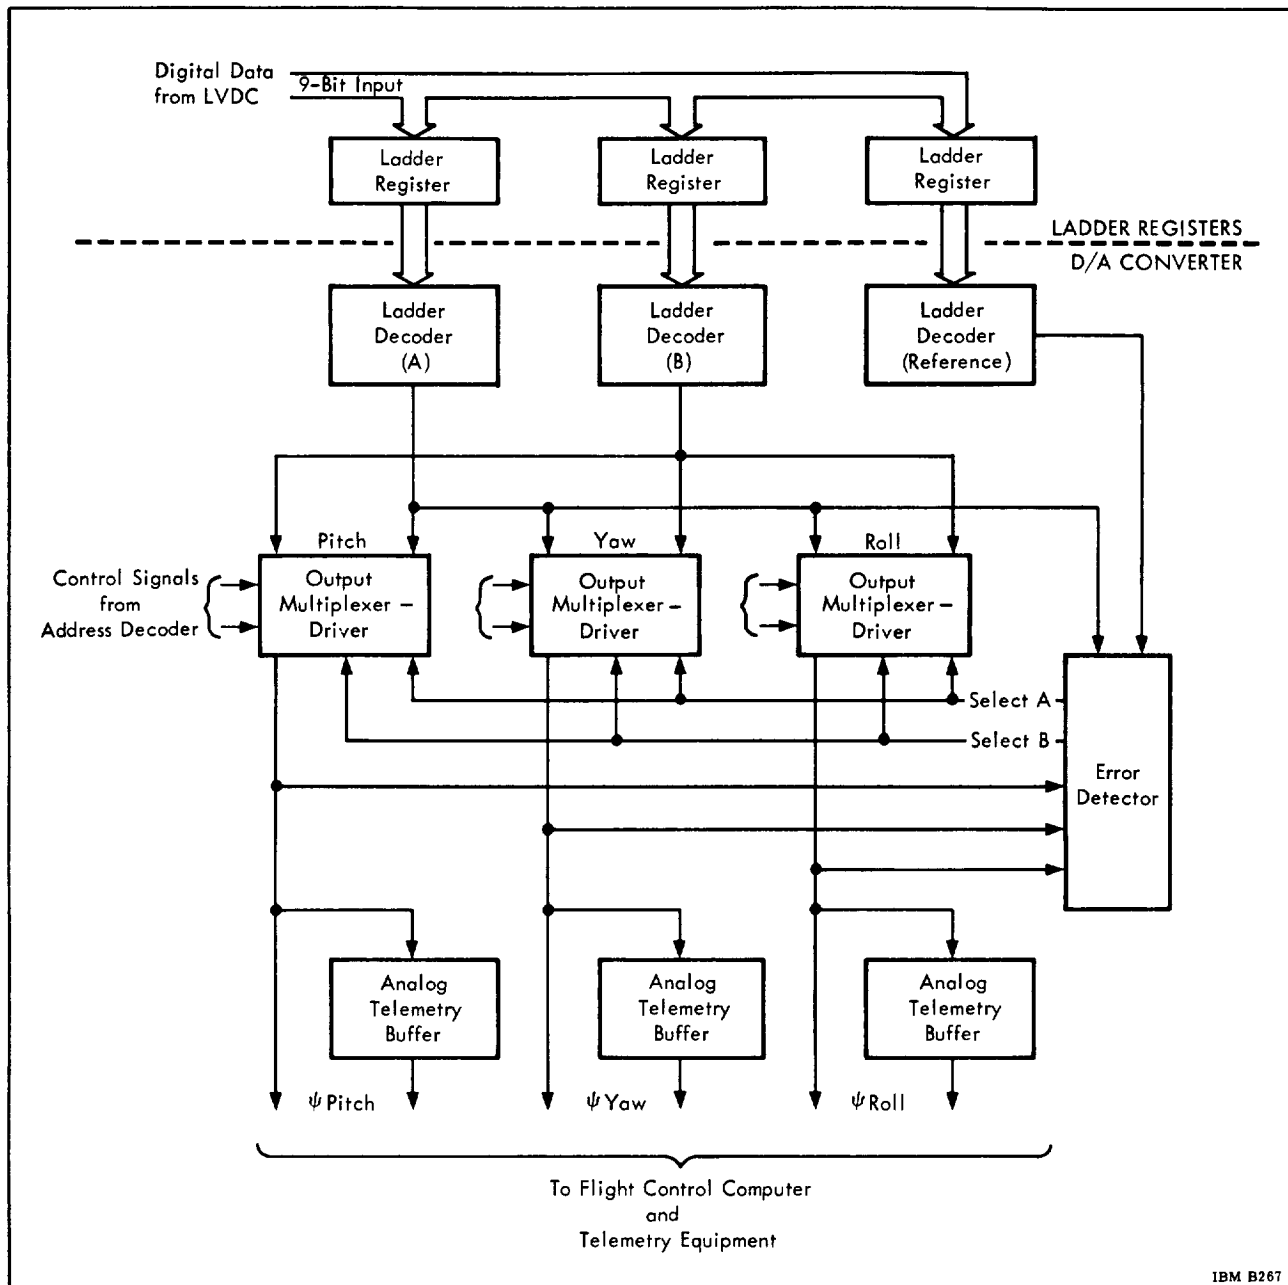 Digital Data
from LVDC
9-Bit Input
Ladder
Register
Ladder
Register
Ladder
Register
LADDER REGISTERS
D/A CONVERTER
Ladder
Decoder
(A)
Ladder
Decoder
(B)
Ladder
Decoder
(Reference)
Pitch
Yaw
Roll
Control Signals
from
Address Decoder
Output
Multiplexer –
Driver
Output
Multiplexer –
Driver
Output
Multiplexer –
Driver
Select A
Select B
Error
Detector
Analog
Telemetry
Buffer
Analog
Telemetry
Buffer
Analog
Telemetry
Buffer
ψ Pitch
ψ Yaw
ψ Roll
To Flight Control Computer
and
Telemetry Equipment
IBM B267